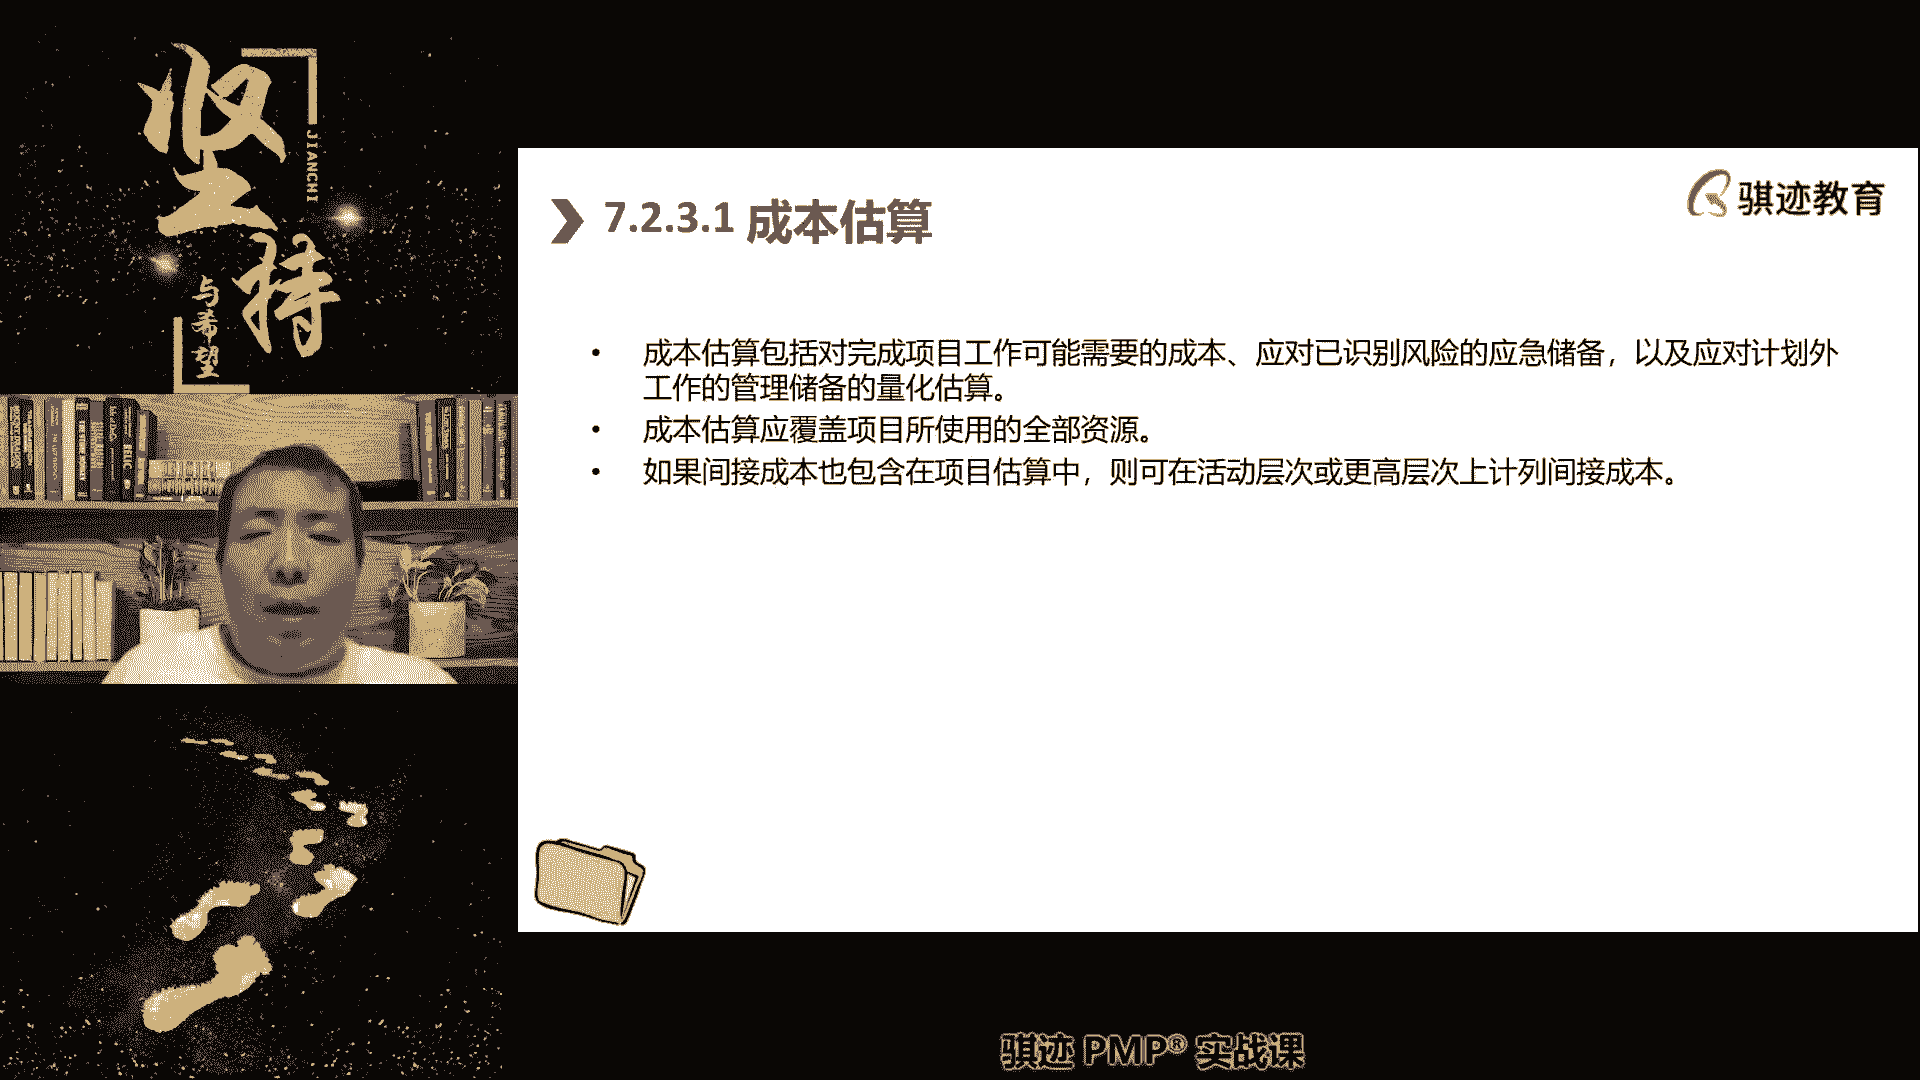 坚持
JIANCHI
与希望
骐迹教育
7.2.3.1 成本估算
• 成本估算包括对完成项目工作可能需要的成本、应对已识别风险的应急储备，以及应对计划外
工作的管理储备的量化估算。
• 成本估算应覆盖项目所使用的全部资源。
• 如果间接成本也包含在项目估算中，则可在活动层次或更高层次上计列间接成本。
骐迹 PMP® 实战课